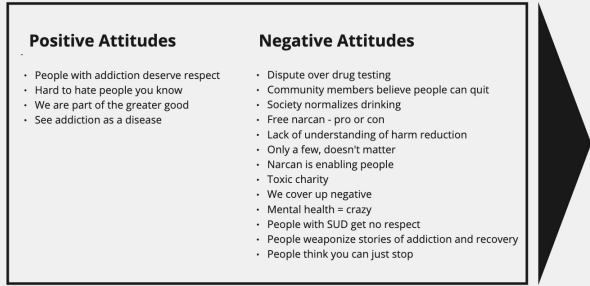 Positive Attitudes
· People with addiction deserve respect
· Hard to hate people you know
· We are part of the greater good
· See addiction as a disease
Negative Attitudes
· Dispute over drug testing
· Community members believe people can quit
· Society normalizes drinking
· Free narcan - pro or con
· Lack of understanding of harm reduction
· Only a few, doesn't matter
· Narcan is enabling people
· Toxic charity
· We cover up negative
· Mental health = crazy
· People with SUD get no respect
· People weaponize stories of addiction and recovery
· People think you can just stop